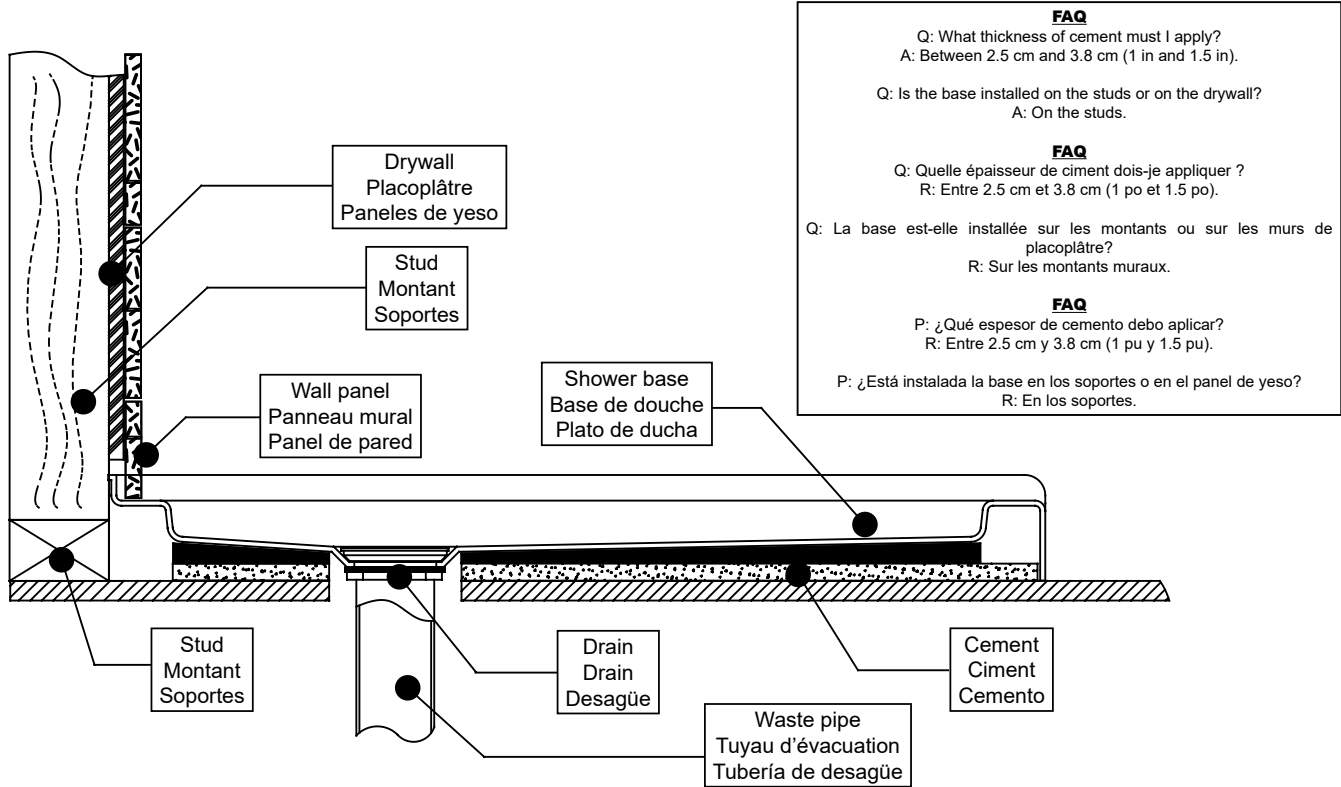 FAQ
Q: What thickness of cement must I apply?
A: Between 2.5 cm and 3.8 cm (1 in and 1.5 in).
Q: Is the base installed on the studs or on the drywall?
A: On the studs.
FAQ
Q: Quelle épaisseur de ciment dois-je appliquer ?
R: Entre 2.5 cm et 3.8 cm (1 po et 1.5 po).
Q: La base est-elle installée sur les montants ou sur les murs de
placoplâtre?
R: Sur les montants muraux.
FAQ
P: ¿Qué espesor de cemento debo aplicar?
R: Entre 2.5 cm y 3.8 cm (1 pu y 1.5 pu).
P: ¿Está instalada la base en los soportes o en el panel de yeso?
R: En los soportes.
Drywall
Placoplâtre
Paneles de yeso
Stud
Montant
Soportes
Wall panel
Panneau mural
Panel de pared
Shower base
Base de douche
Plato de ducha
Stud
Montant
Soportes
Drain
Drain
Desagüe
Cement
Ciment
Cemento
Waste pipe
Tuyau d'évacuation
Tubería de desagüe